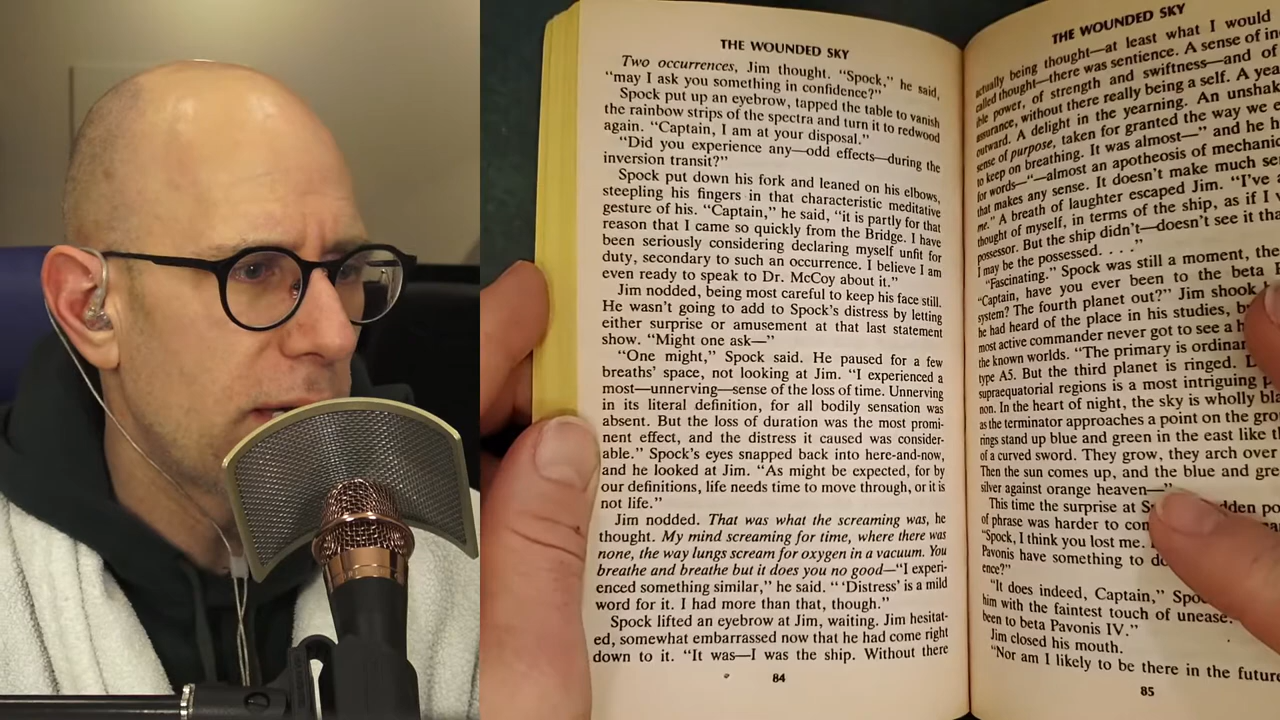 THE WOUNDED SKY
Two occurrences, Jim thought. "Spock," he said,
"may I ask you something in confidence?"
Spock put up an eyebrow, tapped the table to vanish
the rainbow strips of the spectra and turn it to redwood
again. "Captain, I am at your disposal."
"Did you experience any—odd effects—during the
inversion transit?"
Spock put down his fork and leaned on his elbows,
steepling his fingers in that characteristic meditative
gesture of his. "Captain," he said, "it is partly for that
reason that I came so quickly from the Bridge. I have
been seriously considering declaring myself unfit for
duty, secondary to such an occurrence. I believe I am
even ready to speak to Dr. McCoy about it."
Jim nodded, being most careful to keep his face still.
He wasn't going to add to Spock's distress by letting
either surprise or amusement at that last statement
show. "Might one ask—"
"One might," Spock said. He paused for a few
breaths' space, not looking at Jim. "I experienced a
most—unnerving—sense of the loss of time. Unnerving
in its literal definition, for all bodily sensation was
absent. But the loss of duration was the most promi-
nent effect, and the distress it caused was consider-
able." Spock's eyes snapped back into here-and-now,
and he looked at Jim. "As might be expected, for by
our definitions, life needs time to move through, or it is
not life."
Jim nodded. That was what the screaming was, he
thought. My mind screaming for time, where there was
none, the way lungs scream for oxygen in a vacuum. You
breathe and breathe but it does you no good—"I experi-
enced something similar," he said. " 'Distress' is a mild
word for it. I had more than that, though."
Spock lifted an eyebrow at Jim, waiting. Jim hesitat-
ed, somewhat embarrassed now that he had come right
down to it. "It was—I was the ship. Without there
84
THE WOUNDED SKY
actually being thought—at least what I would
called thought—there was sentience. A sense of
power, of strength and swiftness—and of
assurance, without there really being a self. A
outward. A delight in the yearning. An
sense of purpose, taken for granted the way we
to keep on breathing. It was almost—" and he
for words—"—almost an apotheosis of
that makes any sense. It doesn't make much
me." A breath of laughter escaped Jim. "I've
thought of myself, in terms of the ship, as if I
possessor. But the ship didn't—doesn't see it
I may be the possessed. . . ."
"Fascinating." Spock was still a moment,
"Captain, have you ever been to the beta
system? The fourth planet out?" Jim shook
he had heard of the place in his studies,
most active commander never got to see a
the known worlds. "The primary is
type A5. But the third planet is ringed.
supraequatorial regions is a most intriguing
non. In the heart of night, the sky is wholly
as the terminator approaches a point on the
rings stand up blue and green in the east like
of a curved sword. They grow, they arch over
Then the sun comes up, and the blue and
silver against orange heaven—"
This time the surprise at
of phrase was harder to
"Spock, I think you lost me.
Pavonis have something to
ence?"
"It does indeed, Captain,"
him with the faintest touch of unease.
been to beta Pavonis IV."
Jim closed his mouth.
"Nor am I likely to be there in the future
85